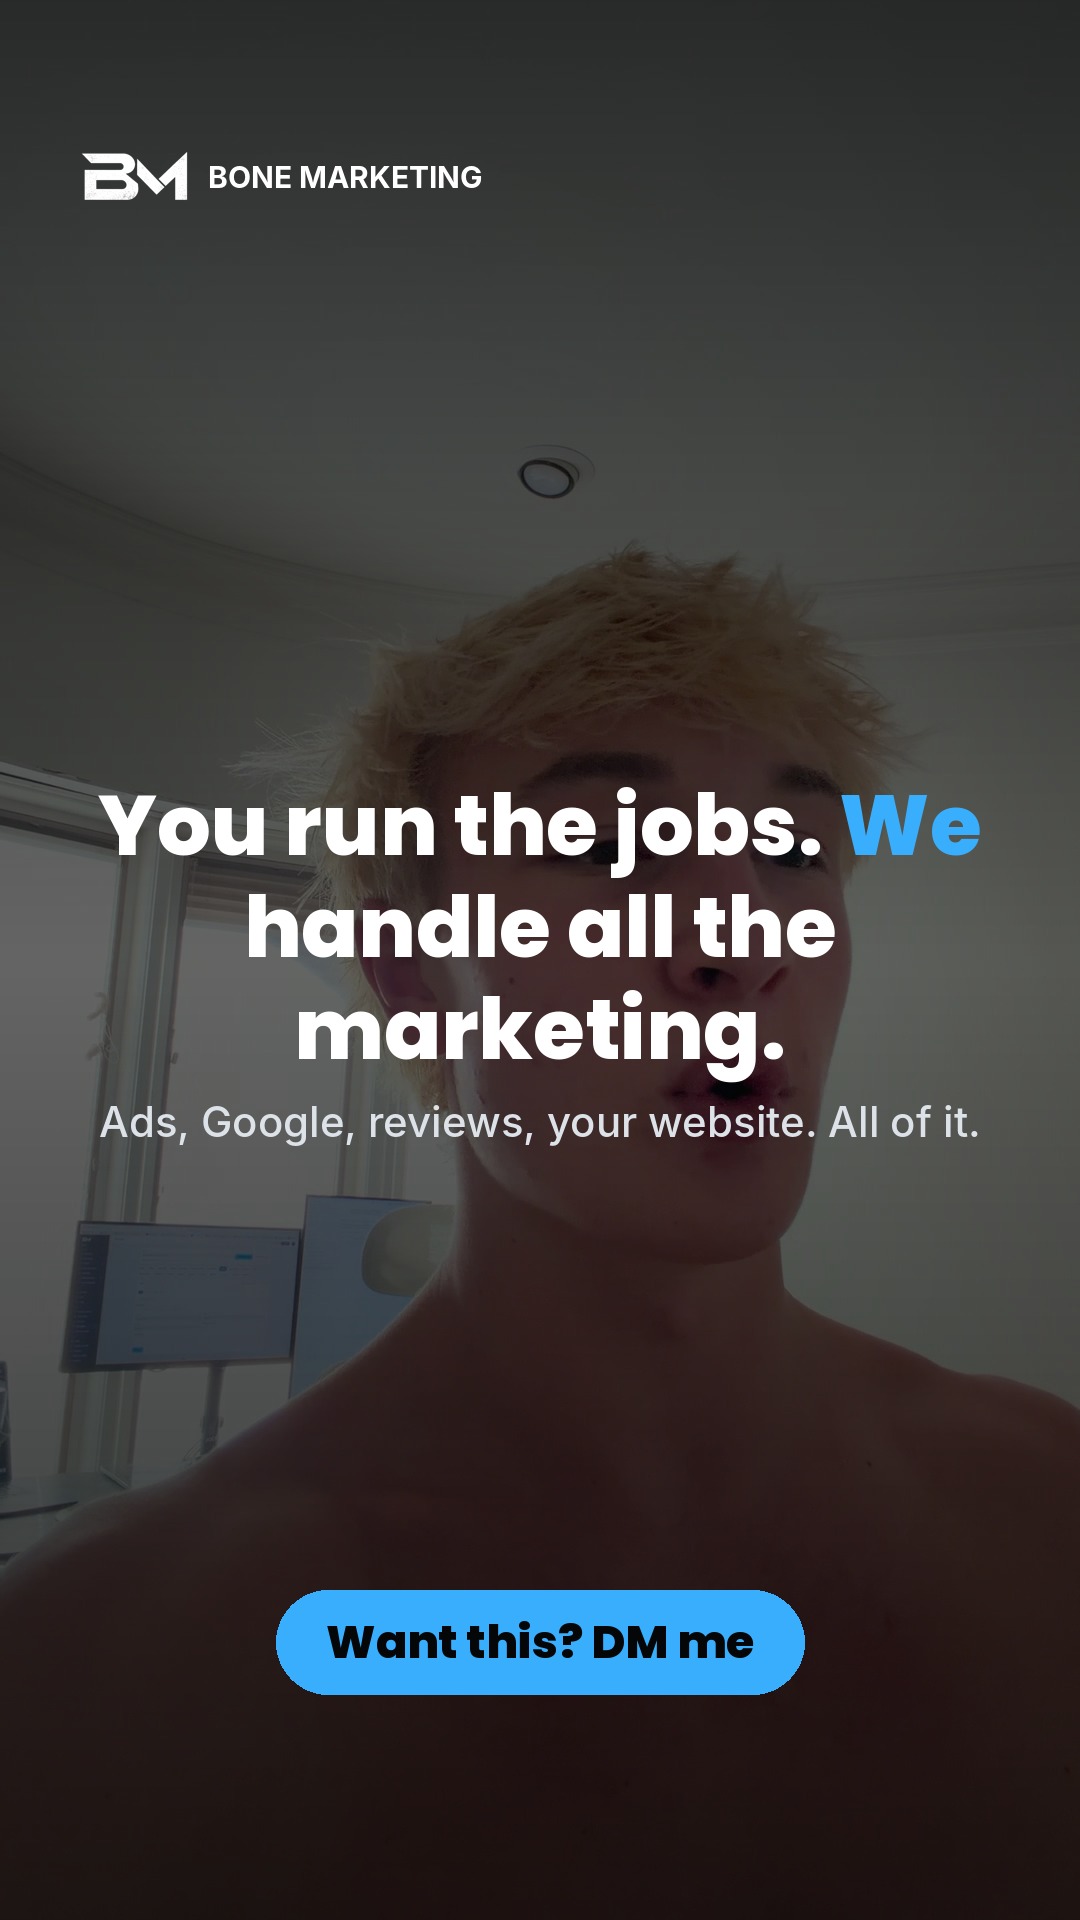 BM BONE MARKETING
You run the jobs. We
handle all the
marketing.
Ads, Google, reviews, your website. All of it.
Want this? DM me